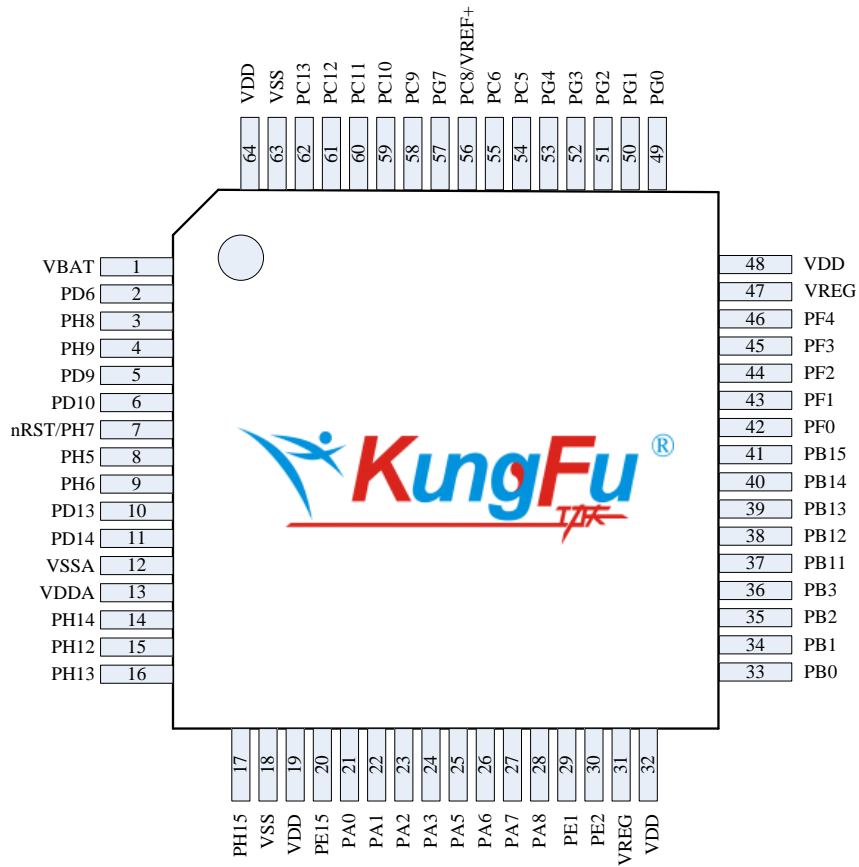 VDD VSS PC13 PC12 PC11 PC10 PC9 PG7 PC8/VREF+ PC6 PC5 PG4 PG3 PG2 PG1 PG0
64 63 62 61 60 59 58 57 56 55 54 53 52 51 50 49
VBAT 1
PD6 2
PH8 3
PH9 4
PD9 5
PD10 6
nRST/PH7 7
PH5 8
PH6 9
PD13 10
PD14 11
VSSA 12
VDDA 13
PH14 14
PH12 15
PH13 16
KungFu ®
功夫
48 VDD
47 VREG
46 PF4
45 PF3
44 PF2
43 PF1
42 PF0
41 PB15
40 PB14
39 PB13
38 PB12
37 PB11
36 PB3
35 PB2
34 PB1
33 PB0
17 18 19 20 21 22 23 24 25 26 27 28 29 30 31 32
PH15 VSS VDD PE15 PA0 PA1 PA2 PA3 PA5 PA6 PA7 PA8 PE1 PE2 VREG VDD